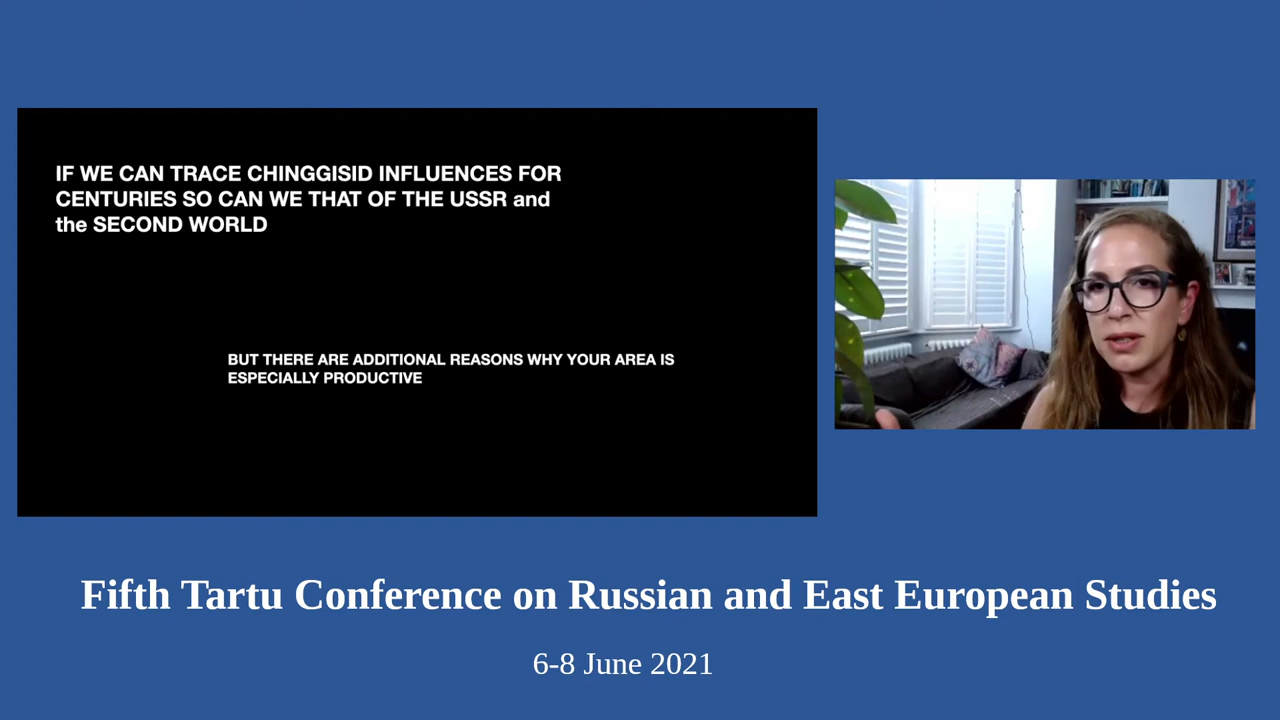 IF WE CAN TRACE CHINGGISID INFLUENCES FOR
CENTURIES SO CAN WE THAT OF THE USSR and
the SECOND WORLD
BUT THERE ARE ADDITIONAL REASONS WHY YOUR AREA IS
ESPECIALLY PRODUCTIVE
Fifth Tartu Conference on Russian and East European Studies
6-8 June 2021